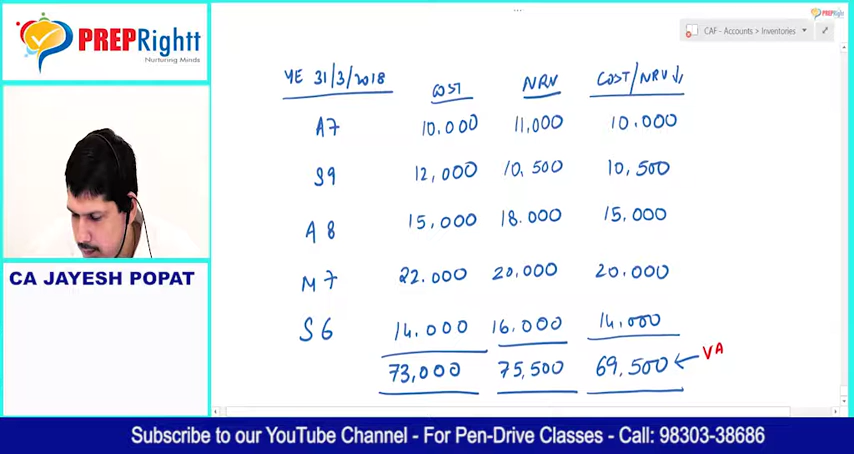 PREPRightt
Nurturing Minds
PREPRightt
CAF - Accounts > Inventories
YE 31/3/2018 COST NRV COST/NRV↓
A7 10.000 11,000 10.000
S9 12,000 10,500 10,500
A8 15,000 18.000 15,000
M7 22.000 20,000 20.000
S6 14.000 16.000 14.000
73,000 75,500 69,500 ← VA
CA JAYESH POPAT
Subscribe to our YouTube Channel - For Pen-Drive Classes - Call: 98303-38686